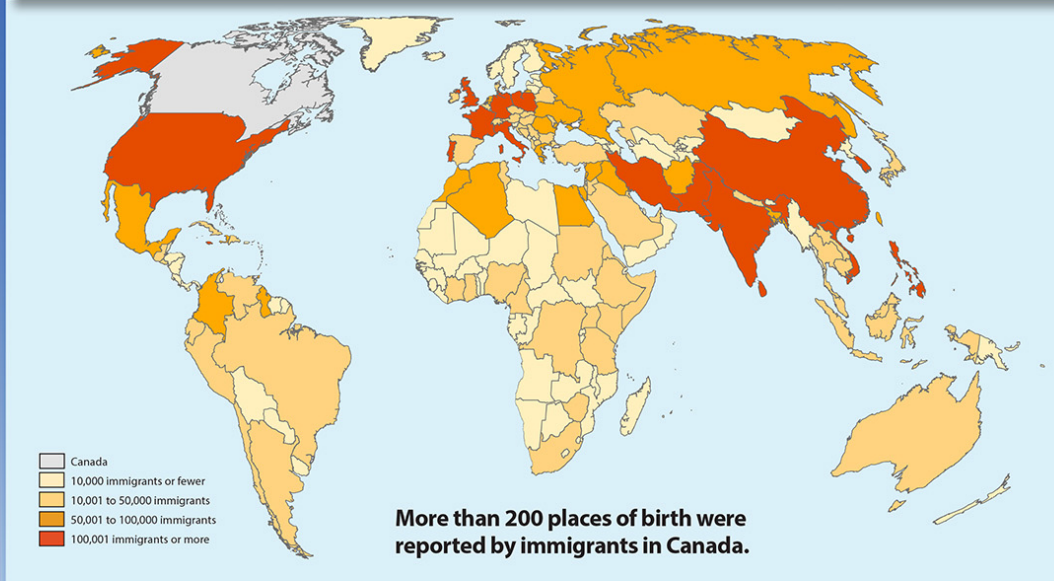 Canada
10,000 immigrants or fewer
10,001 to 50,000 immigrants
50,001 to 100,000 immigrants
100,001 immigrants or more
More than 200 places of birth were
reported by immigrants in Canada.